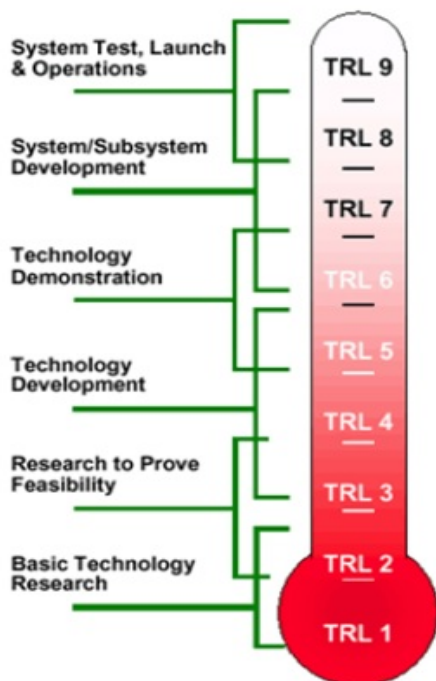 System Test, Launch
& Operations
System/Subsystem
Development
Technology
Demonstration
Technology
Development
Research to Prove
Feasibility
Basic Technology
Research
TRL 9
TRL 8
TRL 7
TRL 6
TRL 5
TRL 4
TRL 3
TRL 2
TRL 1